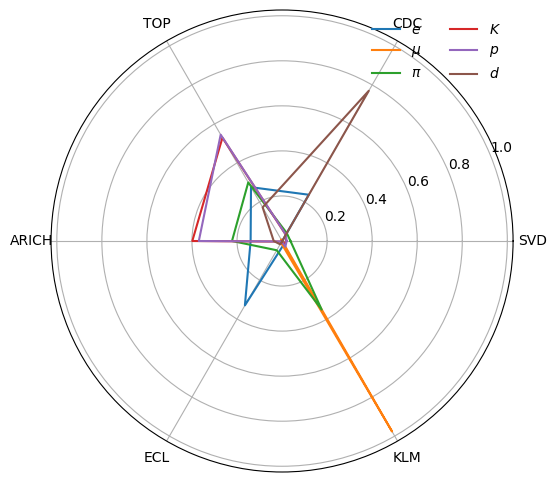 TOP CDC
e K
μ p
π d
1.0
0.8
0.6
0.4
0.2
ARICH SVD
ECL KLM